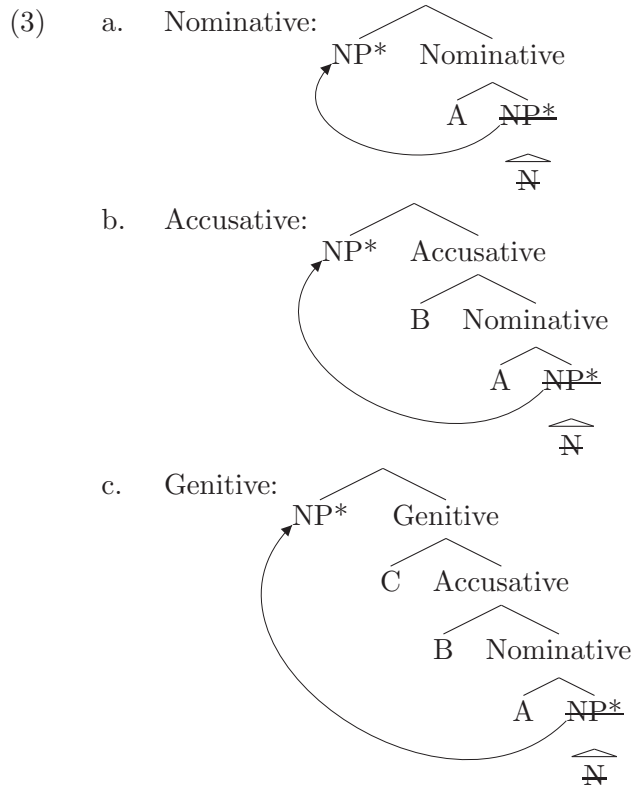 (3) a. Nominative:
NP* Nominative
A NP*
N
b. Accusative:
NP* Accusative
B Nominative
A NP*
N
c. Genitive:
NP* Genitive
C Accusative
B Nominative
A NP*
N